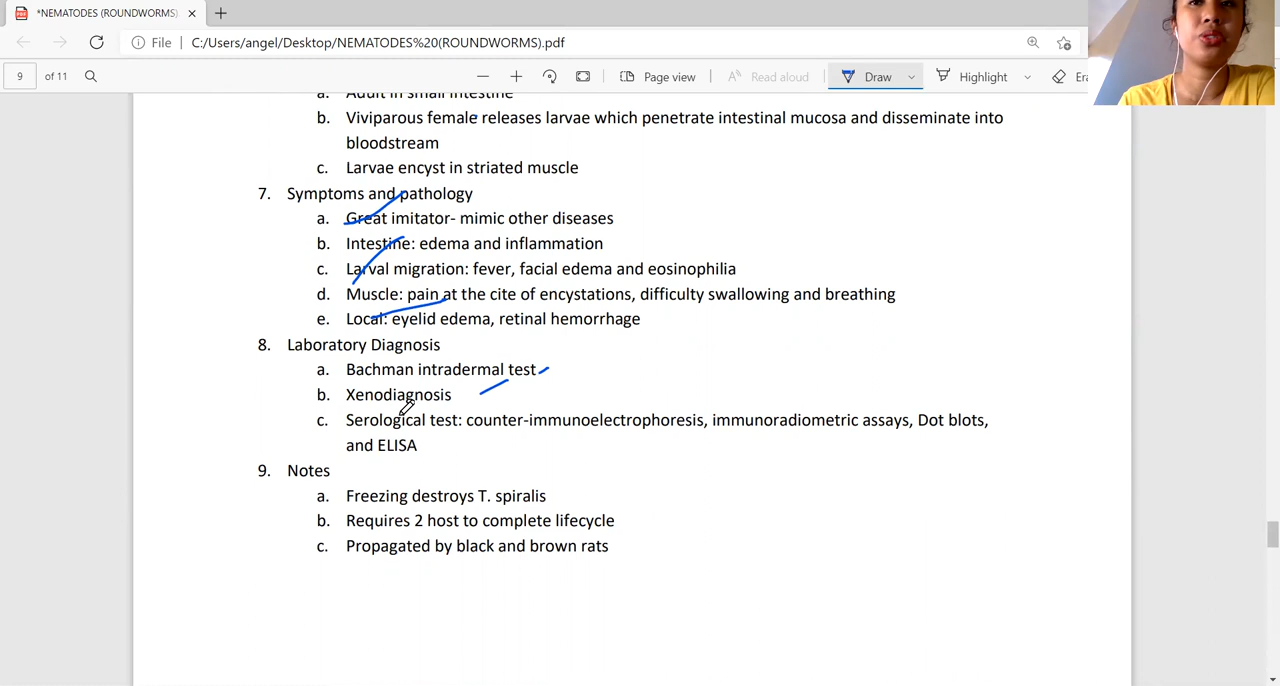 *NEMATODES (ROUNDWORMS)
File C:/Users/angel/Desktop/NEMATODES%20(ROUNDWORMS).pdf
9 of 11 Page view Read aloud Draw Highlight
a. Adult in small intestine
b. Viviparous female releases larvae which penetrate intestinal mucosa and disseminate into
bloodstream
c. Larvae encyst in striated muscle
7. Symptoms and pathology
a. Great imitator- mimic other diseases
b. Intestine: edema and inflammation
c. Larval migration: fever, facial edema and eosinophilia
d. Muscle: pain at the cite of encystations, difficulty swallowing and breathing
e. Local: eyelid edema, retinal hemorrhage
8. Laboratory Diagnosis
a. Bachman intradermal test
b. Xenodiagnosis
c. Serological test: counter-immunoelectrophoresis, immunoradiometric assays, Dot blots,
and ELISA
9. Notes
a. Freezing destroys T. spiralis
b. Requires 2 host to complete lifecycle
c. Propagated by black and brown rats